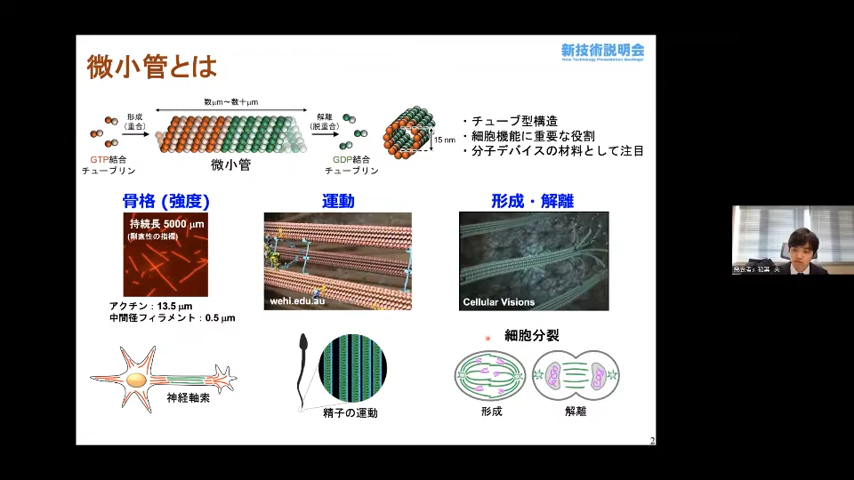 新技術説明会
New Technology Presentation Meetings!
微小管とは
数μm～数十μm
形成
(重合)
解離
(脱重合)
15 nm
GTP結合
チューブリン
微小管
GDP結合
チューブリン
・チューブ型構造
・細胞機能に重要な役割
・分子デバイスの材料として注目
骨格 (強度)
運動
形成・解離
持続長 5000 μm
(剛直性の指標)
wehi.edu.au
Cellular Visions
アクチン：13.5 μm
中間径フィラメント：0.5 μm
細胞分裂
神経軸索
精子の運動
形成
解離
2